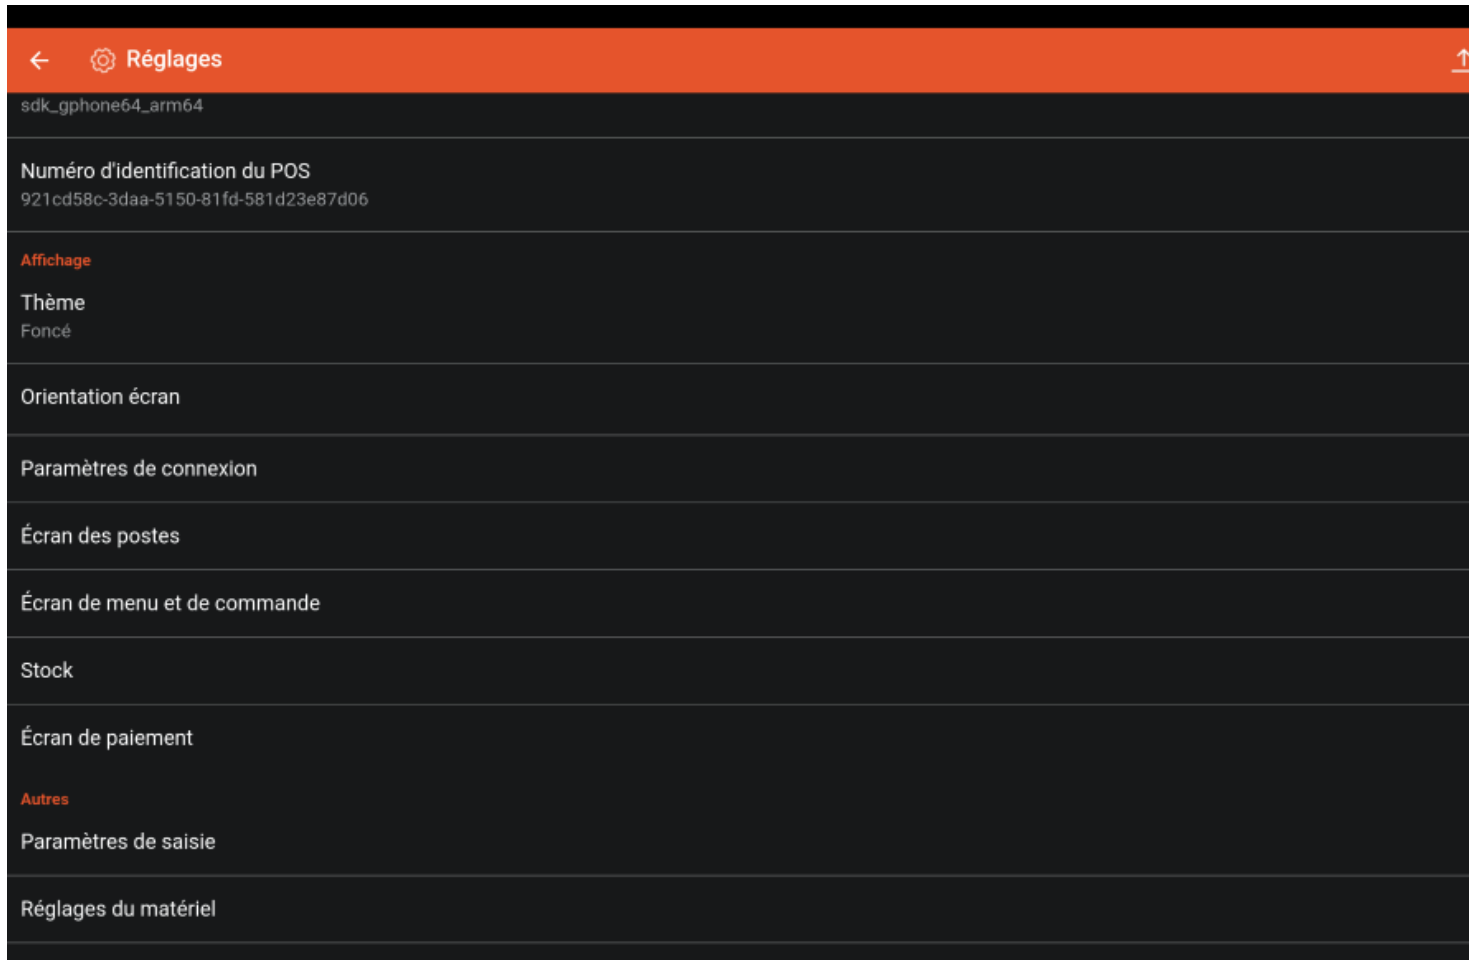 Réglages
sdk_gphone64_arm64
Numéro d'identification du POS
921cd58c-3daa-5150-81fd-581d23e87d06
Affichage
Thème
Foncé
Orientation écran
Paramètres de connexion
Écran des postes
Écran de menu et de commande
Stock
Écran de paiement
Autres
Paramètres de saisie
Réglages du matériel